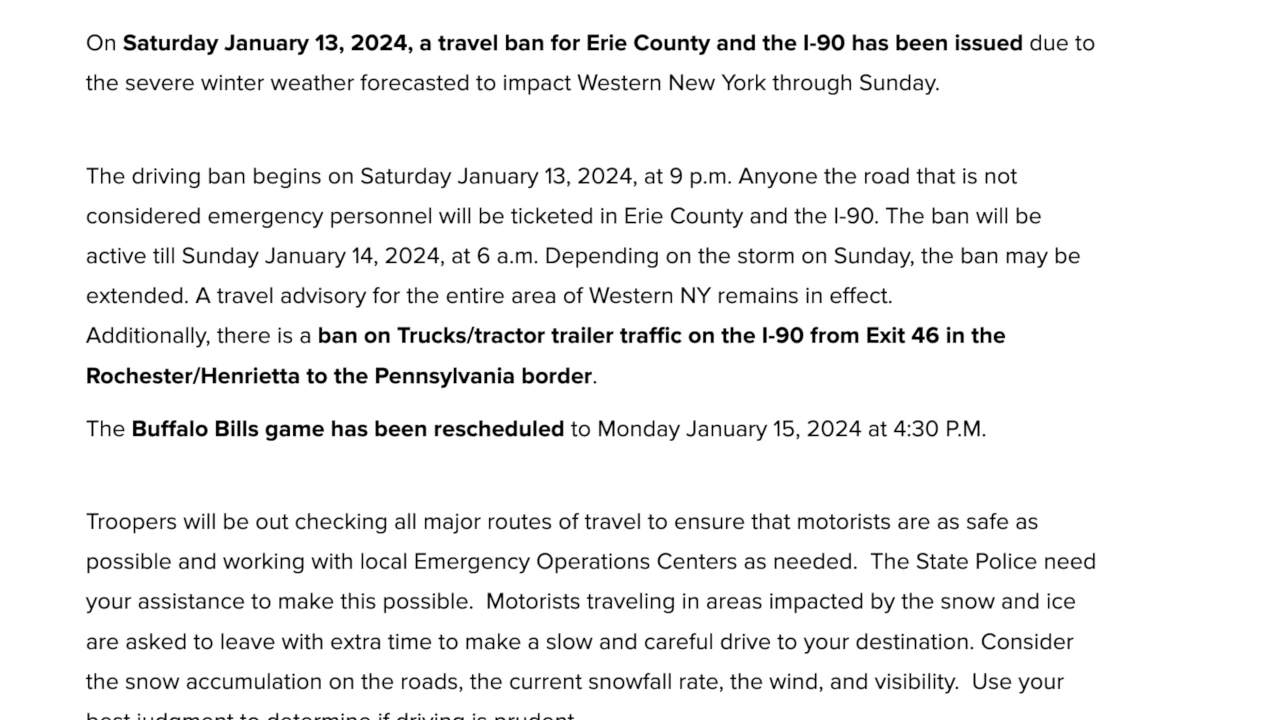 On Saturday January 13, 2024, a travel ban for Erie County and the I-90 has been issued due to
the severe winter weather forecasted to impact Western New York through Sunday.
The driving ban begins on Saturday January 13, 2024, at 9 p.m. Anyone the road that is not
considered emergency personnel will be ticketed in Erie County and the I-90. The ban will be
active till Sunday January 14, 2024, at 6 a.m. Depending on the storm on Sunday, the ban may be
extended. A travel advisory for the entire area of Western NY remains in effect.
Additionally, there is a ban on Trucks/tractor trailer traffic on the I-90 from Exit 46 in the
Rochester/Henrietta to the Pennsylvania border.
The Buffalo Bills game has been rescheduled to Monday January 15, 2024 at 4:30 P.M.
Troopers will be out checking all major routes of travel to ensure that motorists are as safe as
possible and working with local Emergency Operations Centers as needed.  The State Police need
your assistance to make this possible.  Motorists traveling in areas impacted by the snow and ice
are asked to leave with extra time to make a slow and careful drive to your destination. Consider
the snow accumulation on the roads, the current snowfall rate, the wind, and visibility.  Use your
best judgment to determine if driving is prudent